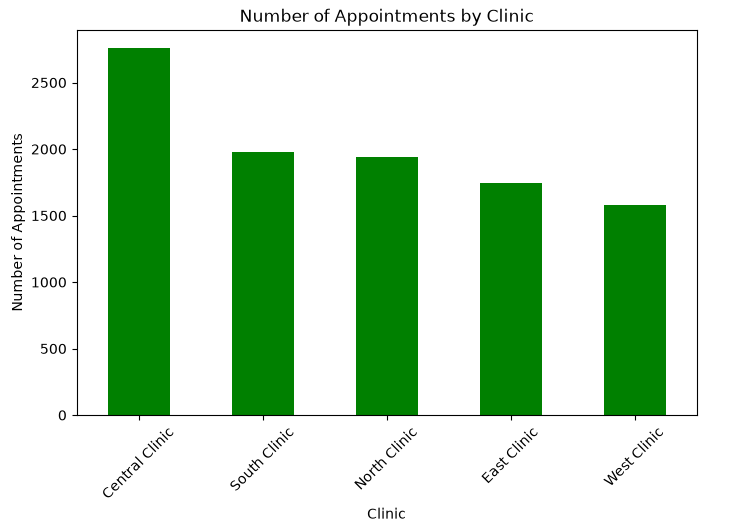 Number of Appointments by Clinic
Number of Appointments
2500
2000
1500
1000
500
0
Central Clinic
South Clinic
North Clinic
East Clinic
West Clinic
Clinic